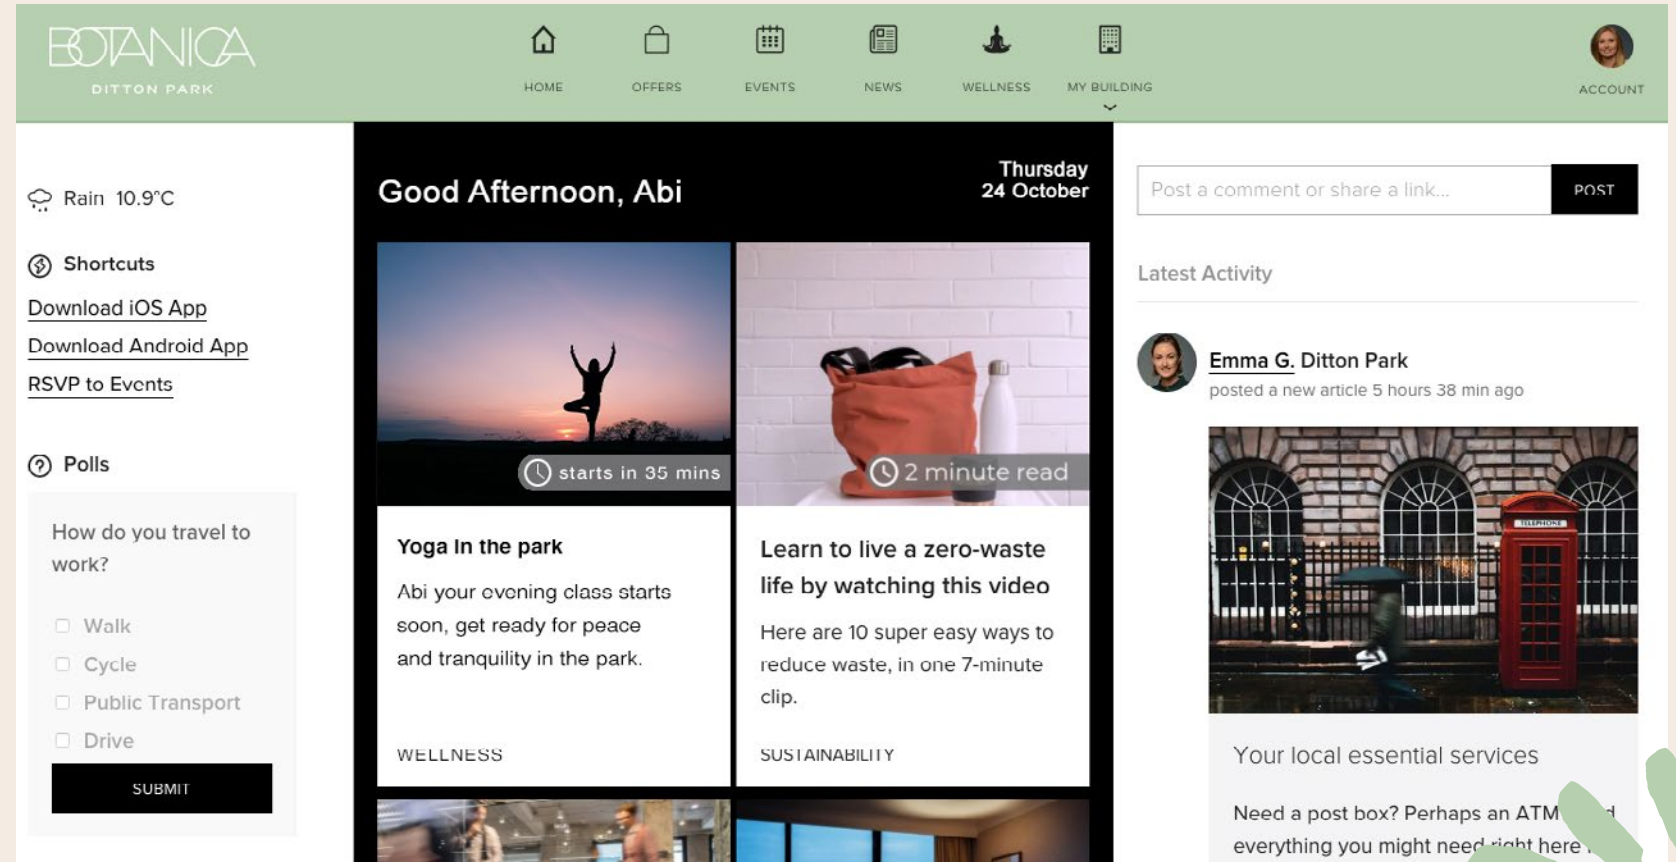 BOTANICA
DITTON PARK
HOME
OFFERS
EVENTS
NEWS
WELLNESS
MY BUILDING
ACCOUNT
Rain 10.9°C
Shortcuts
Download iOS App
Download Android App
RSVP to Events
Polls
How do you travel to
work?
Walk
Cycle
Public Transport
Drive
SUBMIT
Good Afternoon, Abi
Thursday
24 October
starts in 35 mins
Yoga In the park
Abi your evening class starts
soon, get ready for peace
and tranquility in the park.
WELLNESS
2 minute read
Learn to live a zero-waste
life by watching this video
Here are 10 super easy ways to
reduce waste, in one 7-minute
clip.
SUSTAINABILITY
Post a comment or share a link...
POST
Latest Activity
Emma G. Ditton Park
posted a new article 5 hours 38 min ago
TELEPHONE
Your local essential services
Need a post box? Perhaps an ATM
everything you might need right here